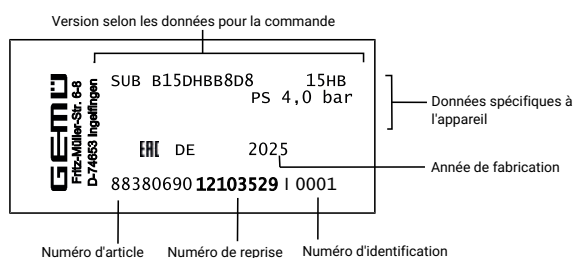 Version selon les données pour la commande
GEMÜ
Fritz-Müller-Str. 6-8
D-74653 Ingelfingen
SUB B15DHBB8D8 15HB
PS 4,0 bar
Données spécifiques à
l'appareil
EAC DE 2025
Année de fabrication
88380690 12103529 I 0001
Numéro d'article Numéro de reprise Numéro d'identification